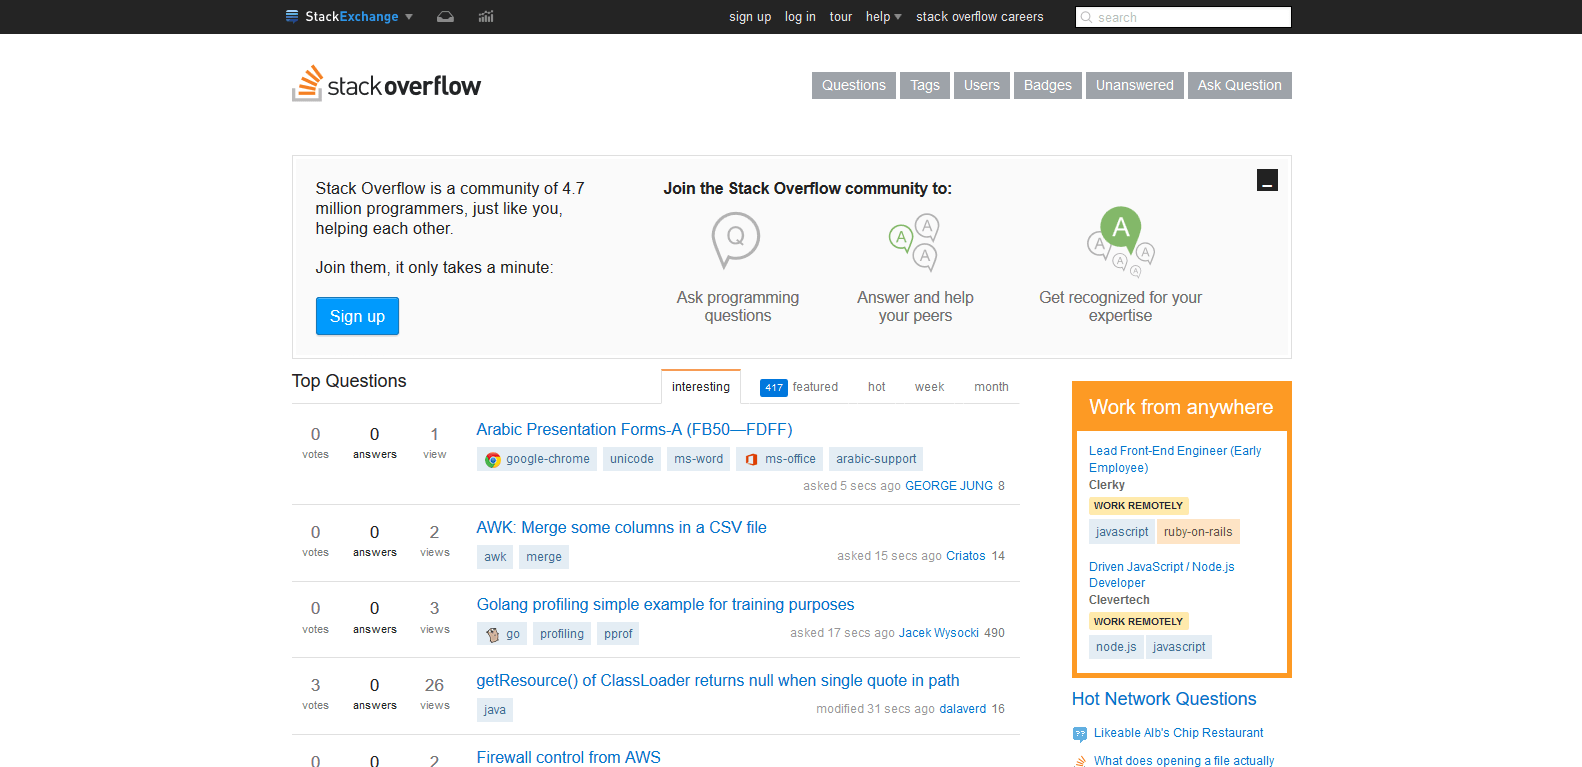 StackExchange
sign up log in tour help stack overflow careers
search
stack overflow
Questions Tags Users Badges Unanswered Ask Question
Stack Overflow is a community of 4.7
million programmers, just like you,
helping each other.
Join them, it only takes a minute:
Sign up
Join the Stack Overflow community to:
Q
Ask programming
questions
A
A
A
Answer and help
your peers
A
A
A
A
A
Get recognized for your
expertise
Top Questions
interesting 417 featured hot week month
0 votes 0 answers 1 view
Arabic Presentation Forms-A (FB50—FDFF)
google-chrome unicode ms-word ms-office arabic-support
asked 5 secs ago GEORGE JUNG 8
0 votes 0 answers 2 views
AWK: Merge some columns in a CSV file
awk merge
asked 15 secs ago Criatos 14
0 votes 0 answers 3 views
Golang profiling simple example for training purposes
go profiling pprof
asked 17 secs ago Jacek Wysocki 490
3 votes 0 answers 26 views
getResource() of ClassLoader returns null when single quote in path
java
modified 31 secs ago dalaverd 16
0 0 2
Firewall control from AWS
Work from anywhere
Lead Front-End Engineer (Early
Employee)
Clerky
WORK REMOTELY
javascript ruby-on-rails
Driven JavaScript / Node.js
Developer
Clevertech
WORK REMOTELY
node.js javascript
Hot Network Questions
Likeable Alb's Chip Restaurant
What does opening a file actually